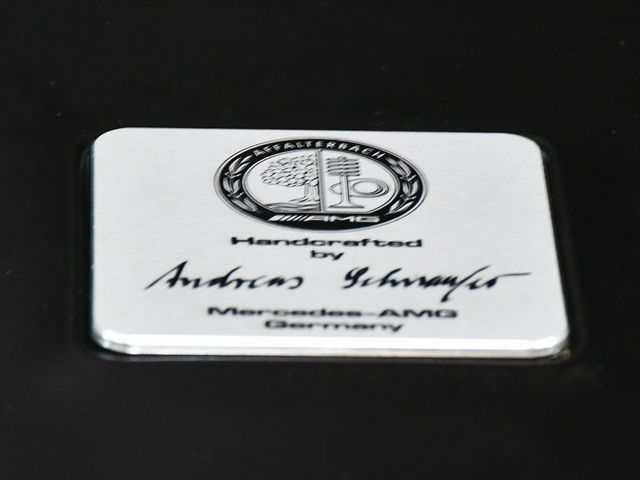 AFFALTERBACH
AMG
Handcrafted
by
Andreas
Mercedes-AMG
Germany